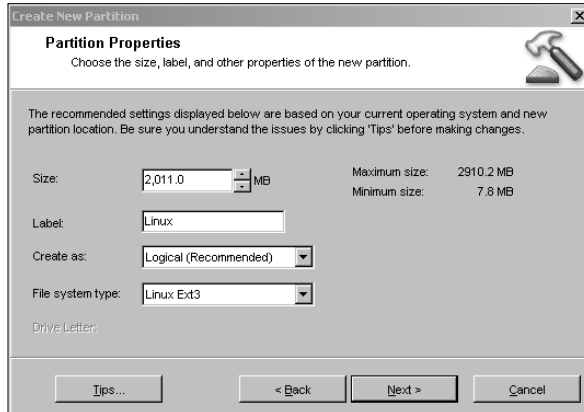 Create New Partition
Partition Properties
Choose the size, label, and other properties of the new partition.
The recommended settings displayed below are based on your current operating system and new
partition location. Be sure you understand the issues by clicking 'Tips' before making changes.
Size: 2,011.0 MB Maximum size: 2910.2 MB
Minimum size: 7.8 MB
Label: Linux
Create as: Logical (Recommended)
File system type: Linux Ext3
Drive Letter:
Tips... < Back Next > Cancel